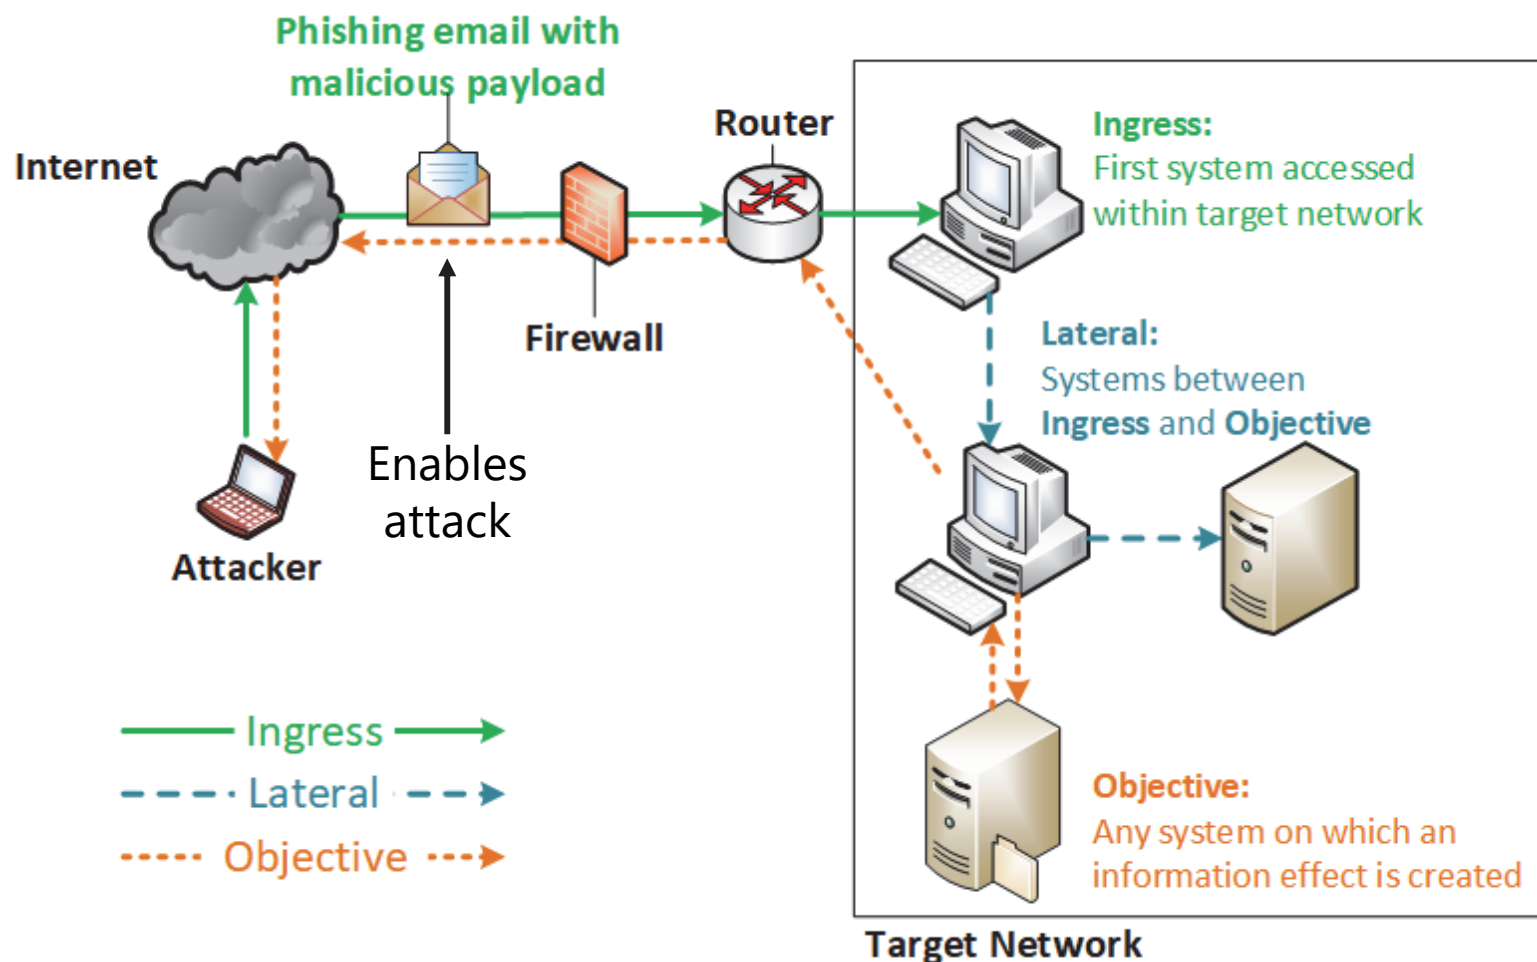 Phishing email with
malicious payload
Internet
Router
Firewall
Enables
attack
Attacker
Ingress:
First system accessed
within target network
Lateral:
Systems between
Ingress and Objective
Objective:
Any system on which an
information effect is created
Ingress
Lateral
Objective
Target Network